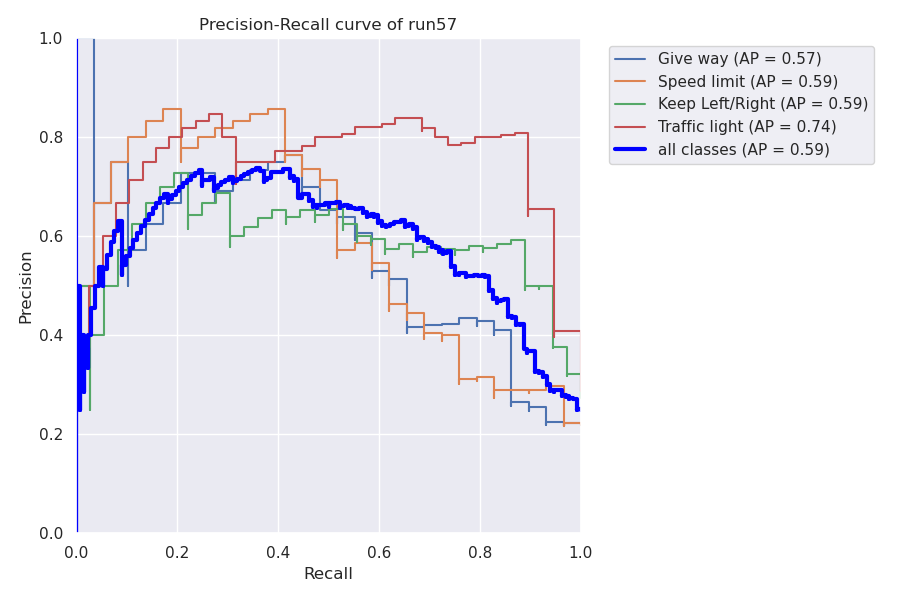 Precision-Recall curve of run57
Give way (AP = 0.57)
Speed limit (AP = 0.59)
Keep Left/Right (AP = 0.59)
Traffic light (AP = 0.74)
all classes (AP = 0.59)
Precision
1.0
0.8
0.6
0.4
0.2
0.0
0.0 0.2 0.4 0.6 0.8 1.0
Recall